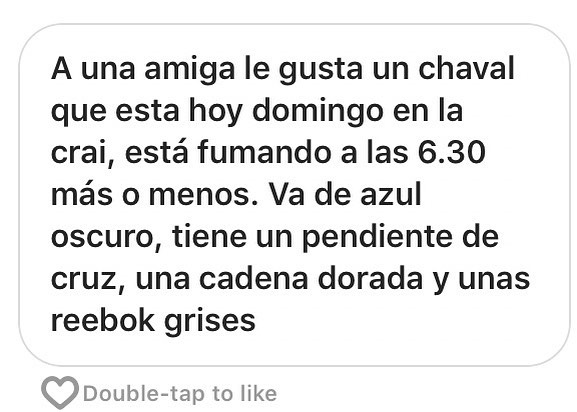 A una amiga le gusta un chaval
que esta hoy domingo en la
crai, está fumando a las 6.30
más o menos. Va de azul
oscuro, tiene un pendiente de
cruz, una cadena dorada y unas
reebok grises
Double-tap to like